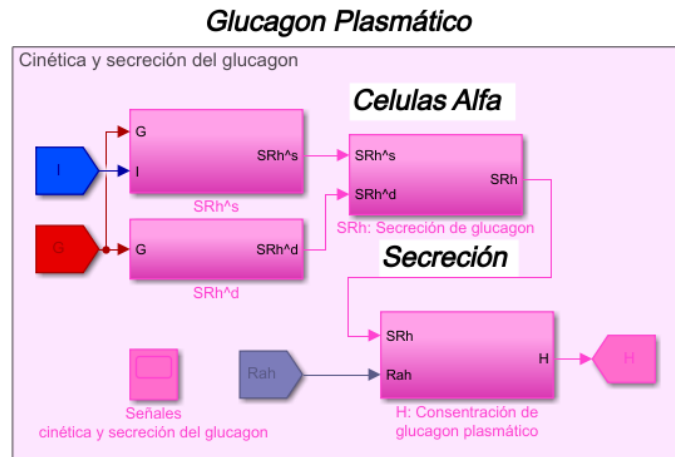 Glucagon Plasmático
Cinética y secreción del glucagon
Celulas Alfa
G
I
SRh^s
I
SRh^s
SRh^s
SRh^d
SRh
G
G
SRh^d
SRh: Secreción de glucagon
SRh^d
Secreción
SRh
H
H
Rah
Rah
Señales
cinética y secreción del glucagon
H: Consentración de
glucagon plasmático